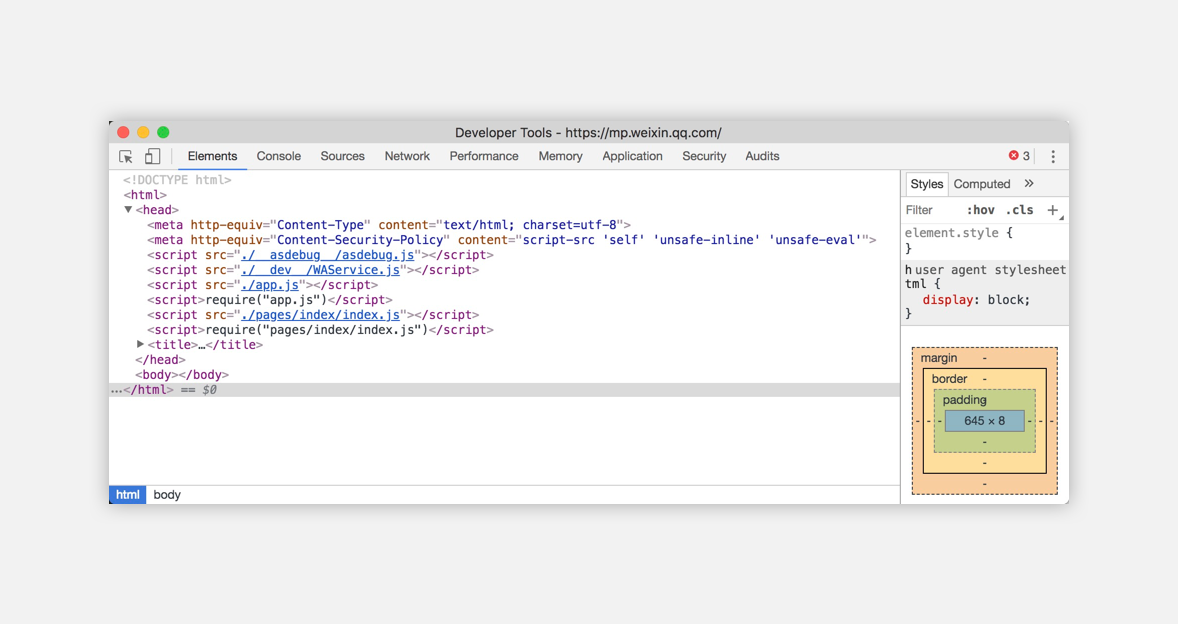 Developer Tools - https://mp.weixin.qq.com/
Elements Console Sources Network Performance Memory Application Security Audits 3
<!DOCTYPE html>
<html>
<head>
<meta http-equiv="Content-Type" content="text/html; charset=utf-8">
<meta http-equiv="Content-Security-Policy" content="script-src 'self' 'unsafe-inline' 'unsafe-eval'">
<script src="./__asdebug__/asdebug.js"></script>
<script src="./__dev__/WAService.js"></script>
<script src="./app.js"></script>
<script>require("app.js")</script>
<script src="./pages/index/index.js"></script>
<script>require("pages/index/index.js")</script>
<title>…</title>
</head>
<body></body>
…</html> == $0
html body
Styles Computed »
Filter :hov .cls +
element.style {
}
h user agent stylesheet
tml {
display: block;
}
margin -
border -
padding -
- - - 645 × 8 - - -
-
-
-